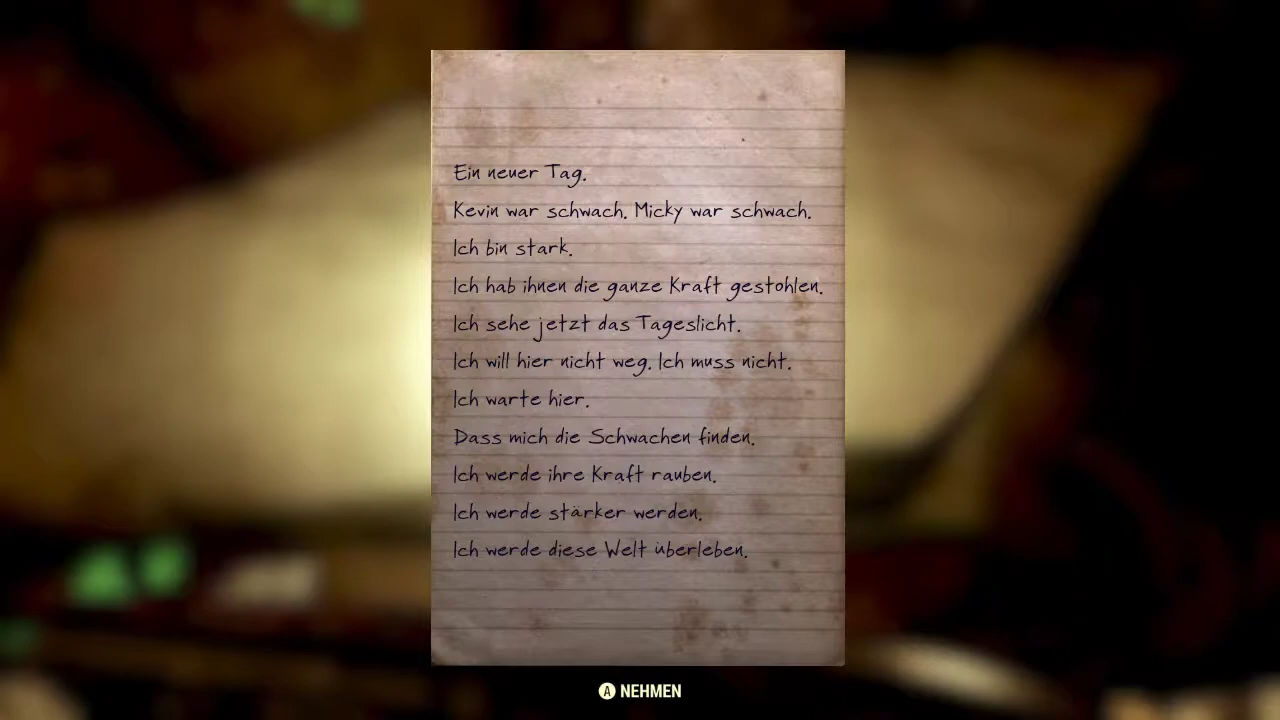 Ein neuer Tag.
Kevin war schwach. Micky war schwach.
Ich bin stark.
Ich hab ihnen die ganze Kraft gestohlen.
Ich sehe jetzt das Tageslicht.
Ich will hier nicht weg. Ich muss nicht.
Ich warte hier.
Dass mich die Schwachen finden.
Ich werde ihre Kraft rauben.
Ich werde stärker werden.
Ich werde diese Welt überleben.
A NEHMEN